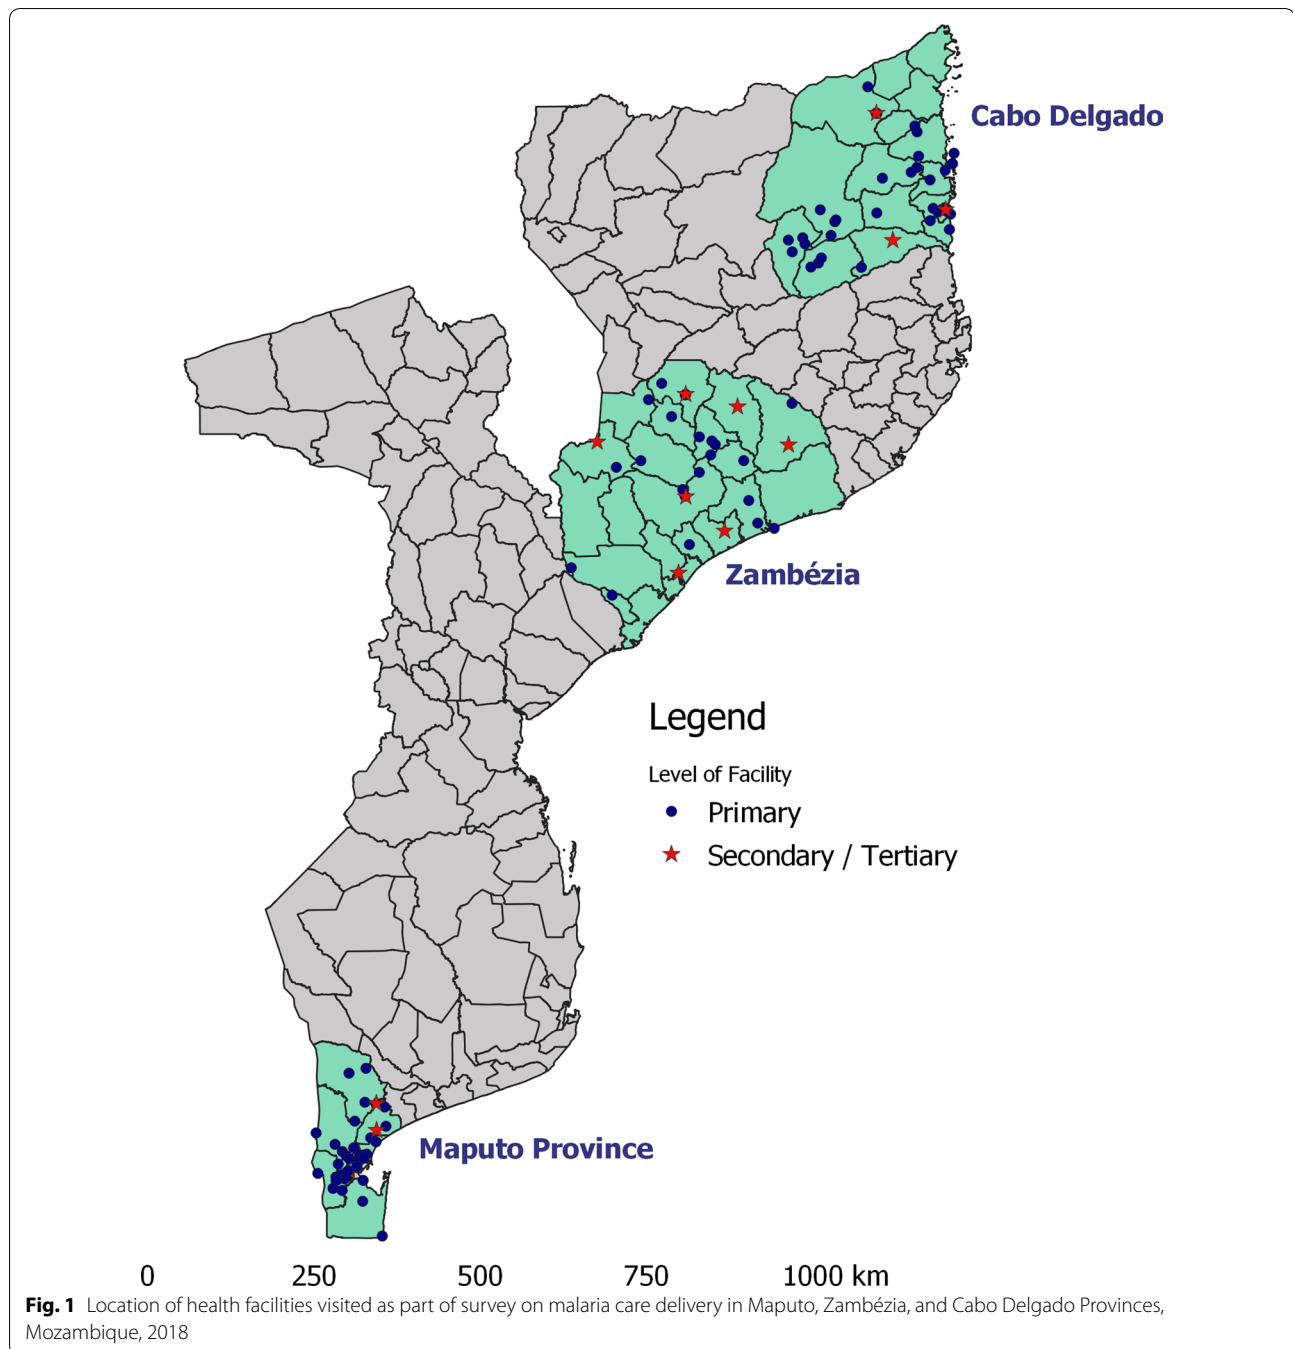 Cabo Delgado
Zambézia
Legend
Level of Facility
Primary
Secondary / Tertiary
Maputo Province
0 250 500 750 1000 km
Fig. 1 Location of health facilities visited as part of survey on malaria care delivery in Maputo, Zambézia, and Cabo Delgado Provinces,
Mozambique, 2018